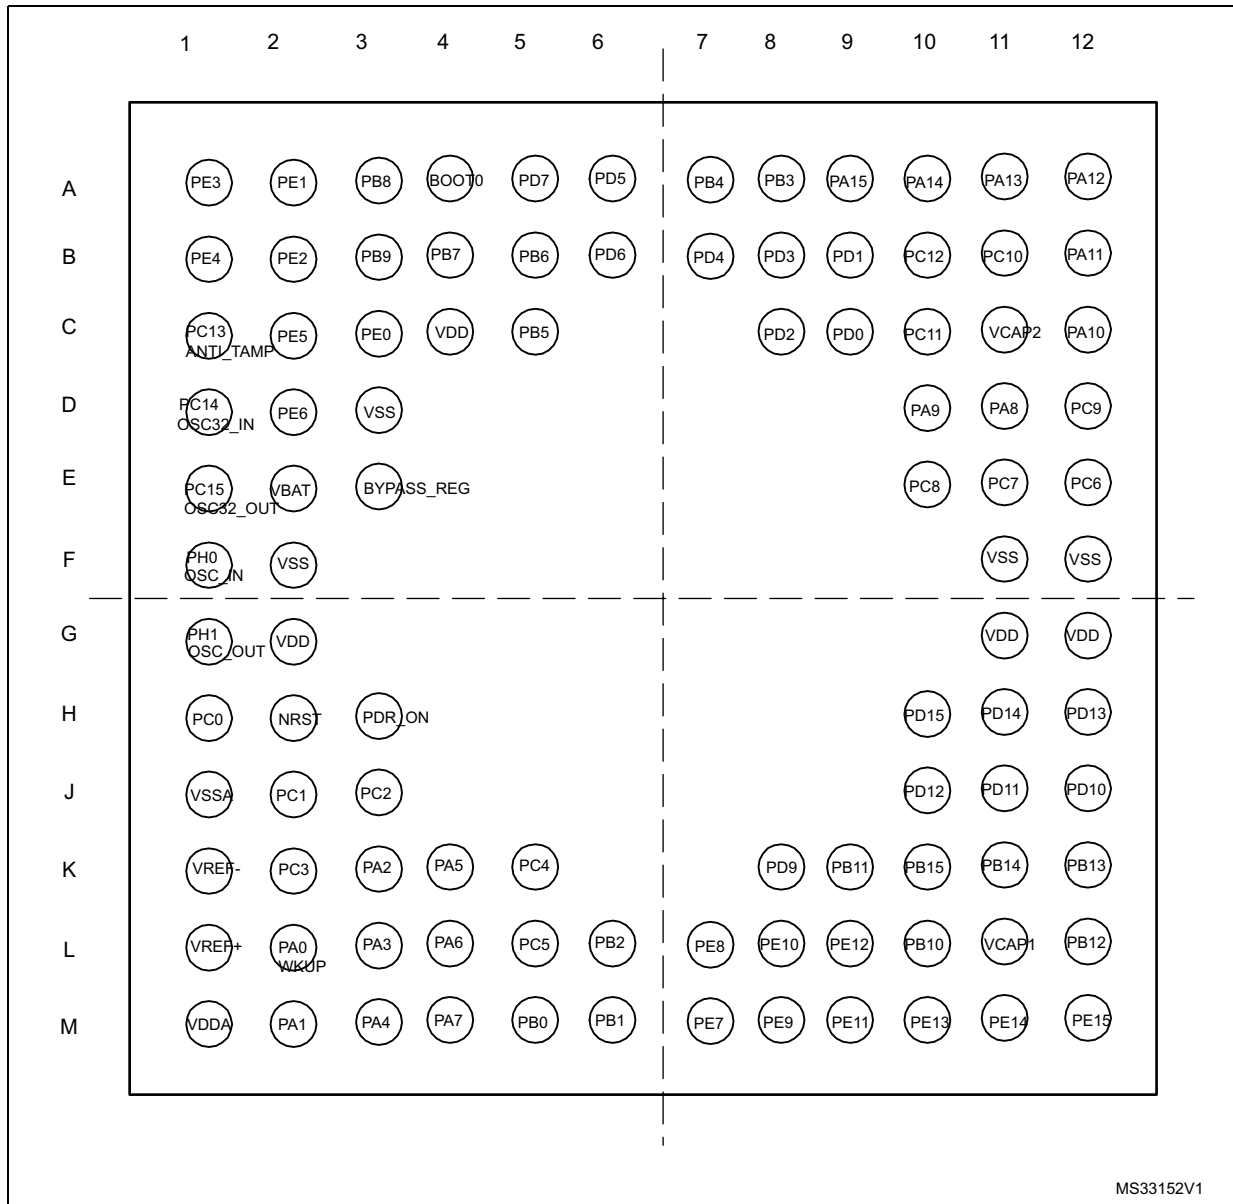 1 2 3 4 5 6 7 8 9 10 11 12
A PE3 PE1 PB8 BOOT0 PD7 PD5 PB4 PB3 PA15 PA14 PA13 PA12
B PE4 PE2 PB9 PB7 PB6 PD6 PD4 PD3 PD1 PC12 PC10 PA11
C PC13 PE5 PE0 VDD PB5 PD2 PD0 PC11 VCAP2 PA10
ANTI_TAMP
D PC14 PE6 VSS PA9 PA8 PC9
OSC32_IN
E PC15 VBAT BYPASS_REG PC8 PC7 PC6
OSC32_OUT
F PH0 VSS VSS VSS
OSC_IN
G PH1 VDD VDD VDD
OSC_OUT
H PC0 NRST PDR_ON PD15 PD14 PD13
J VSSA PC1 PC2 PD12 PD11 PD10
K VREF- PC3 PA2 PA5 PC4 PD9 PB11 PB15 PB14 PB13
L VREF+ PA0 PA3 PA6 PC5 PB2 PE8 PE10 PE12 PB10 VCAP1 PB12
WKUP
M VDDA PA1 PA4 PA7 PB0 PB1 PE7 PE9 PE11 PE13 PE14 PE15
MS33152V1